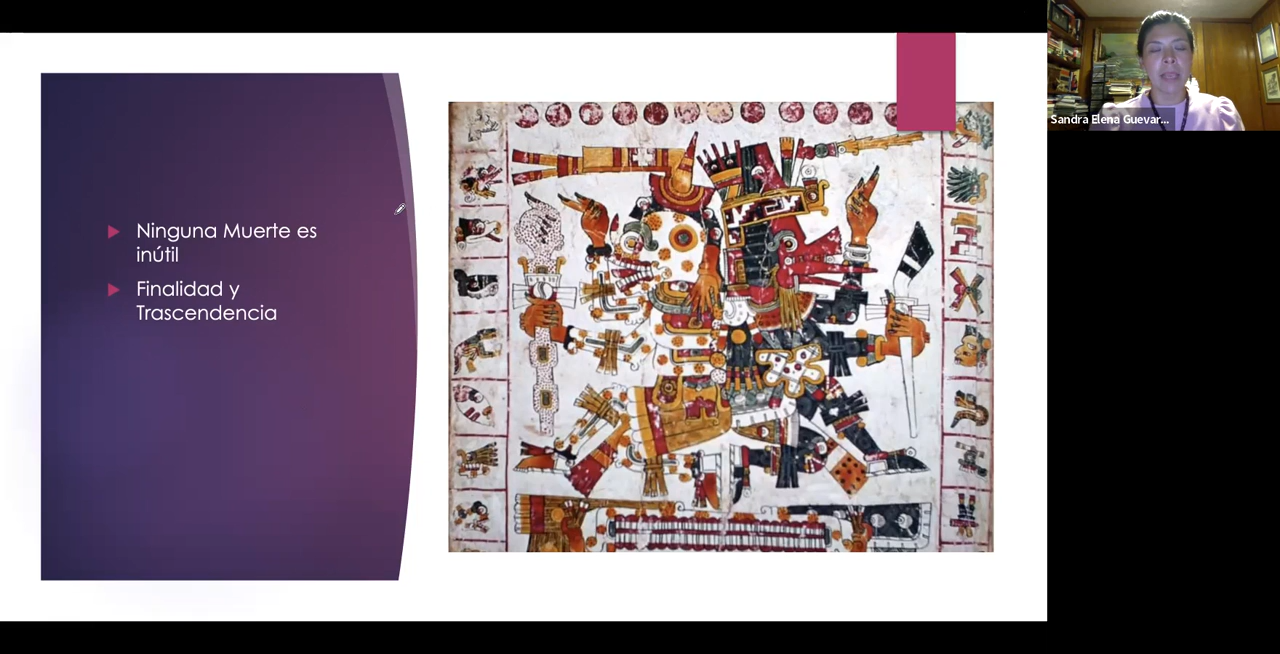 Ninguna Muerte es
inútil
Finalidad y
Trascendencia
Sandra Elena Guevar...